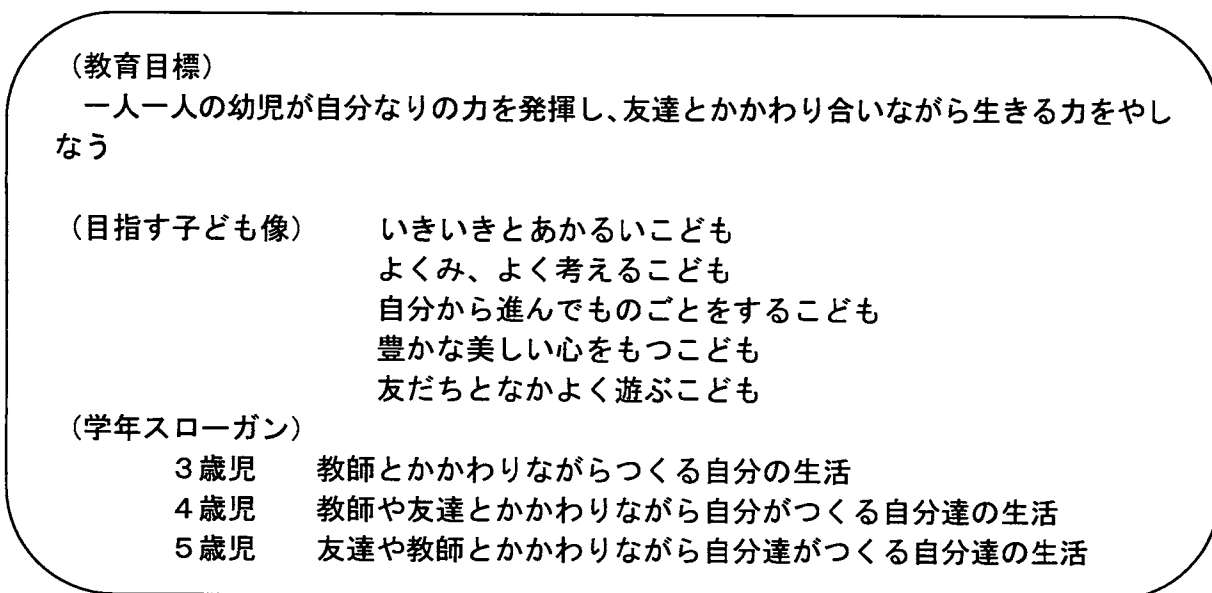 （教育目標）
一人一人の幼児が自分なりの力を発揮し、友達とかかわり合いながら生きる力をやし
なう
（目指す子ども像）　　いきいきとあかるいこども
よくみ、よく考えるこども
自分から進んでものごとをするこども
豊かな美しい心をもつこども
友だちとなかよく遊ぶこども
（学年スローガン）
３歳児　　教師とかかわりながらつくる自分の生活
４歳児　　教師や友達とかかわりながら自分がつくる自分達の生活
５歳児　　友達や教師とかかわりながら自分達がつくる自分達の生活